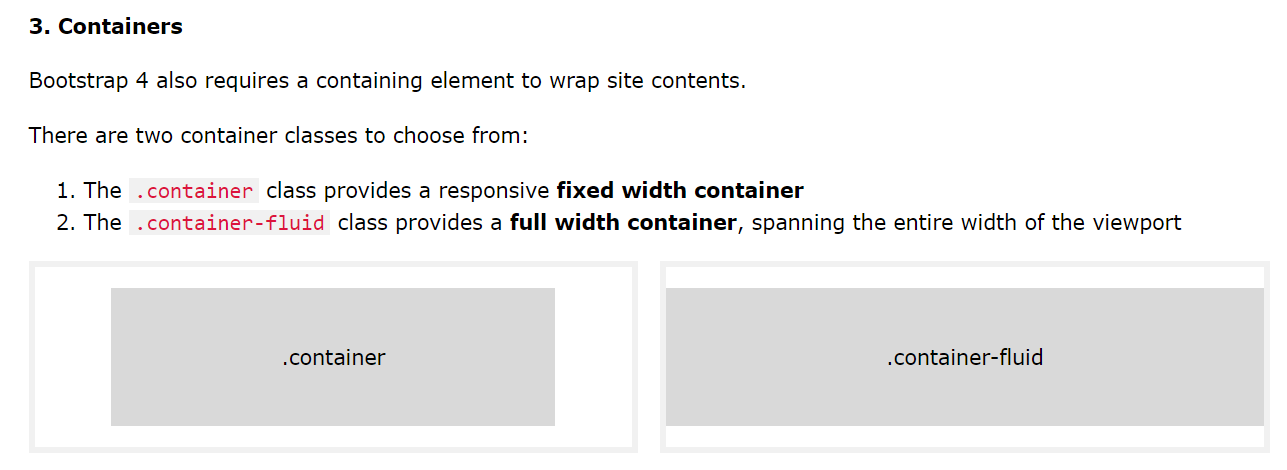 3. Containers
Bootstrap 4 also requires a containing element to wrap site contents.
There are two container classes to choose from:
1. The .container class provides a responsive fixed width container
2. The .container-fluid class provides a full width container, spanning the entire width of the viewport
.container
.container-fluid